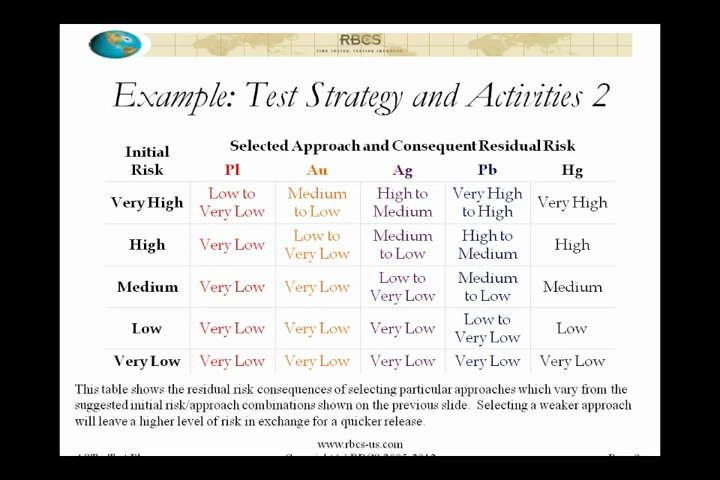 RBCS
TIME TESTED. TESTING IMPROVED.
Example: Test Strategy and Activities 2
Initial Risk
Selected Approach and Consequent Residual Risk
Pl Au Ag Pb Hg
Very High Low to Very Low Medium to Low High to Medium Very High to High Very High
High Very Low Low to Very Low Medium to Low High to Medium High
Medium Very Low Very Low Low to Very Low Medium to Low Medium
Low Very Low Very Low Very Low Low to Very Low Low
Very Low Very Low Very Low Very Low Very Low Very Low
This table shows the residual risk consequences of selecting particular approaches which vary from the
suggested initial risk/approach combinations shown on the previous slide. Selecting a weaker approach
will leave a higher level of risk in exchange for a quicker release.
www.rbcs-us.com